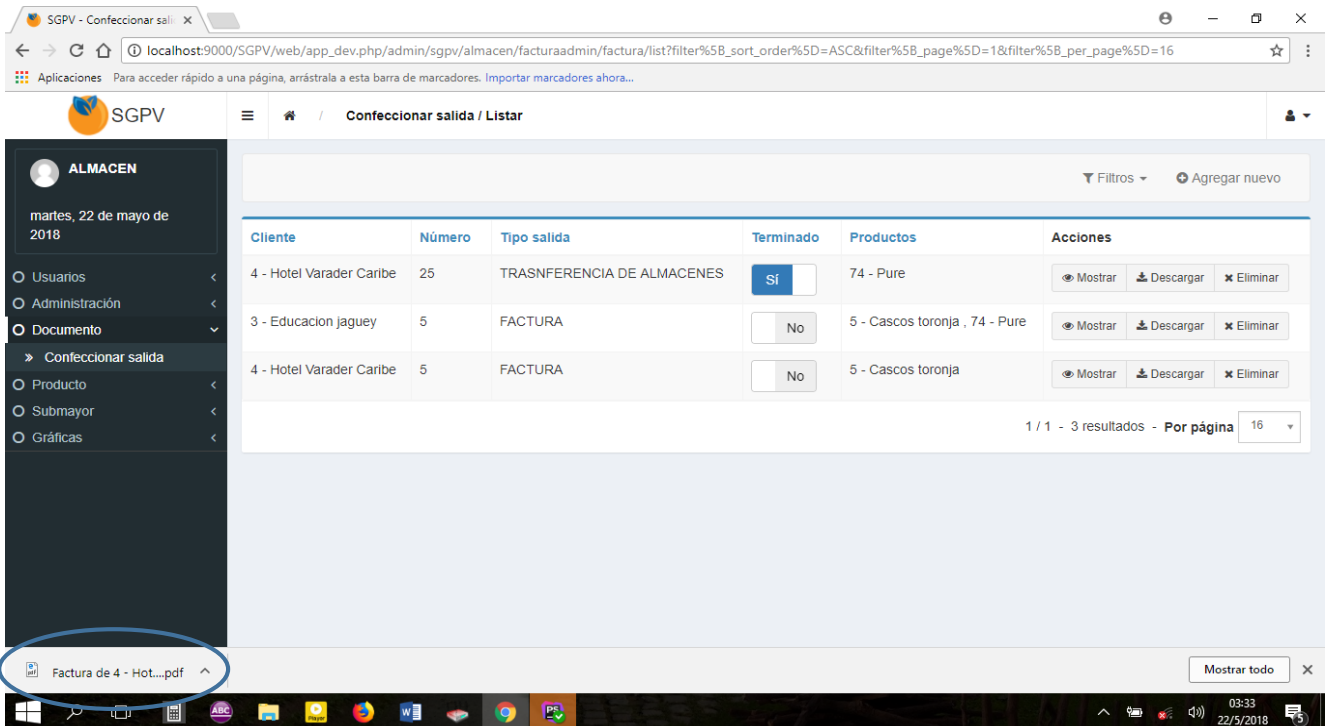 SGPV - Confeccionar sali
localhost:9000/SGPV/web/app_dev.php/admin/sgpv/almacen/facturaadmin/factura/list?filter%5B_sort_order%5D=ASC&filter%5B_page%5D=1&filter%5B_per_page%5D=16
Aplicaciones Para acceder rápido a una página, arrástrala a esta barra de marcadores. Importar marcadores ahora...
SGPV
/ Confeccionar salida / Listar
ALMACEN
martes, 22 de mayo de
2018
Usuarios
Administración
Documento
» Confeccionar salida
Producto
Submayor
Gráficas
Filtros Agregar nuevo
Cliente Número Tipo salida Terminado Productos Acciones
4 - Hotel Varader Caribe 25 TRASNFERENCIA DE ALMACENES Sí 74 - Pure Mostrar Descargar Eliminar
3 - Educacion jaguey 5 FACTURA No 5 - Cascos toronja , 74 - Pure Mostrar Descargar Eliminar
4 - Hotel Varader Caribe 5 FACTURA No 5 - Cascos toronja Mostrar Descargar Eliminar
1 / 1 - 3 resultados - Por página 16
Factura de 4 - Hot....pdf
Mostrar todo
ABC Player W PS
03:33
22/5/2018
5